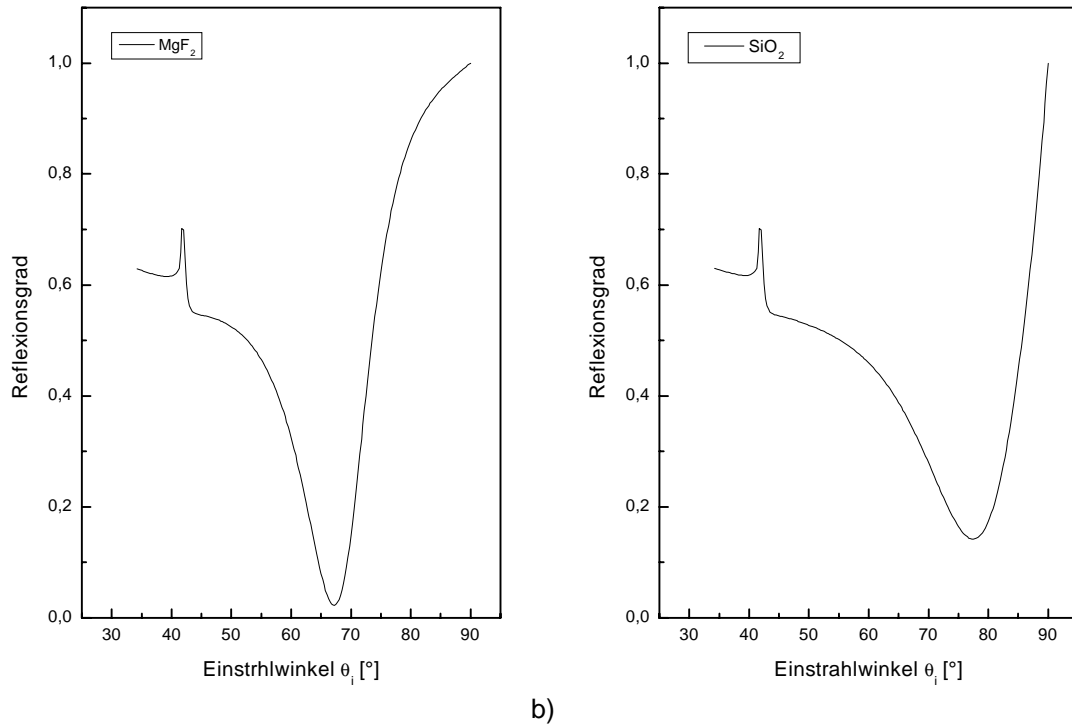 MgF₂
1,0
0,8
0,6
0,4
0,2
0,0
Reflexionsgrad
30 40 50 60 70 80 90
Einstrhlwinkel θᵢ [°]
SiO₂
1,0
0,8
0,6
0,4
0,2
0,0
Reflexionsgrad
30 40 50 60 70 80 90
Einstrahlwinkel θᵢ [°]
b)